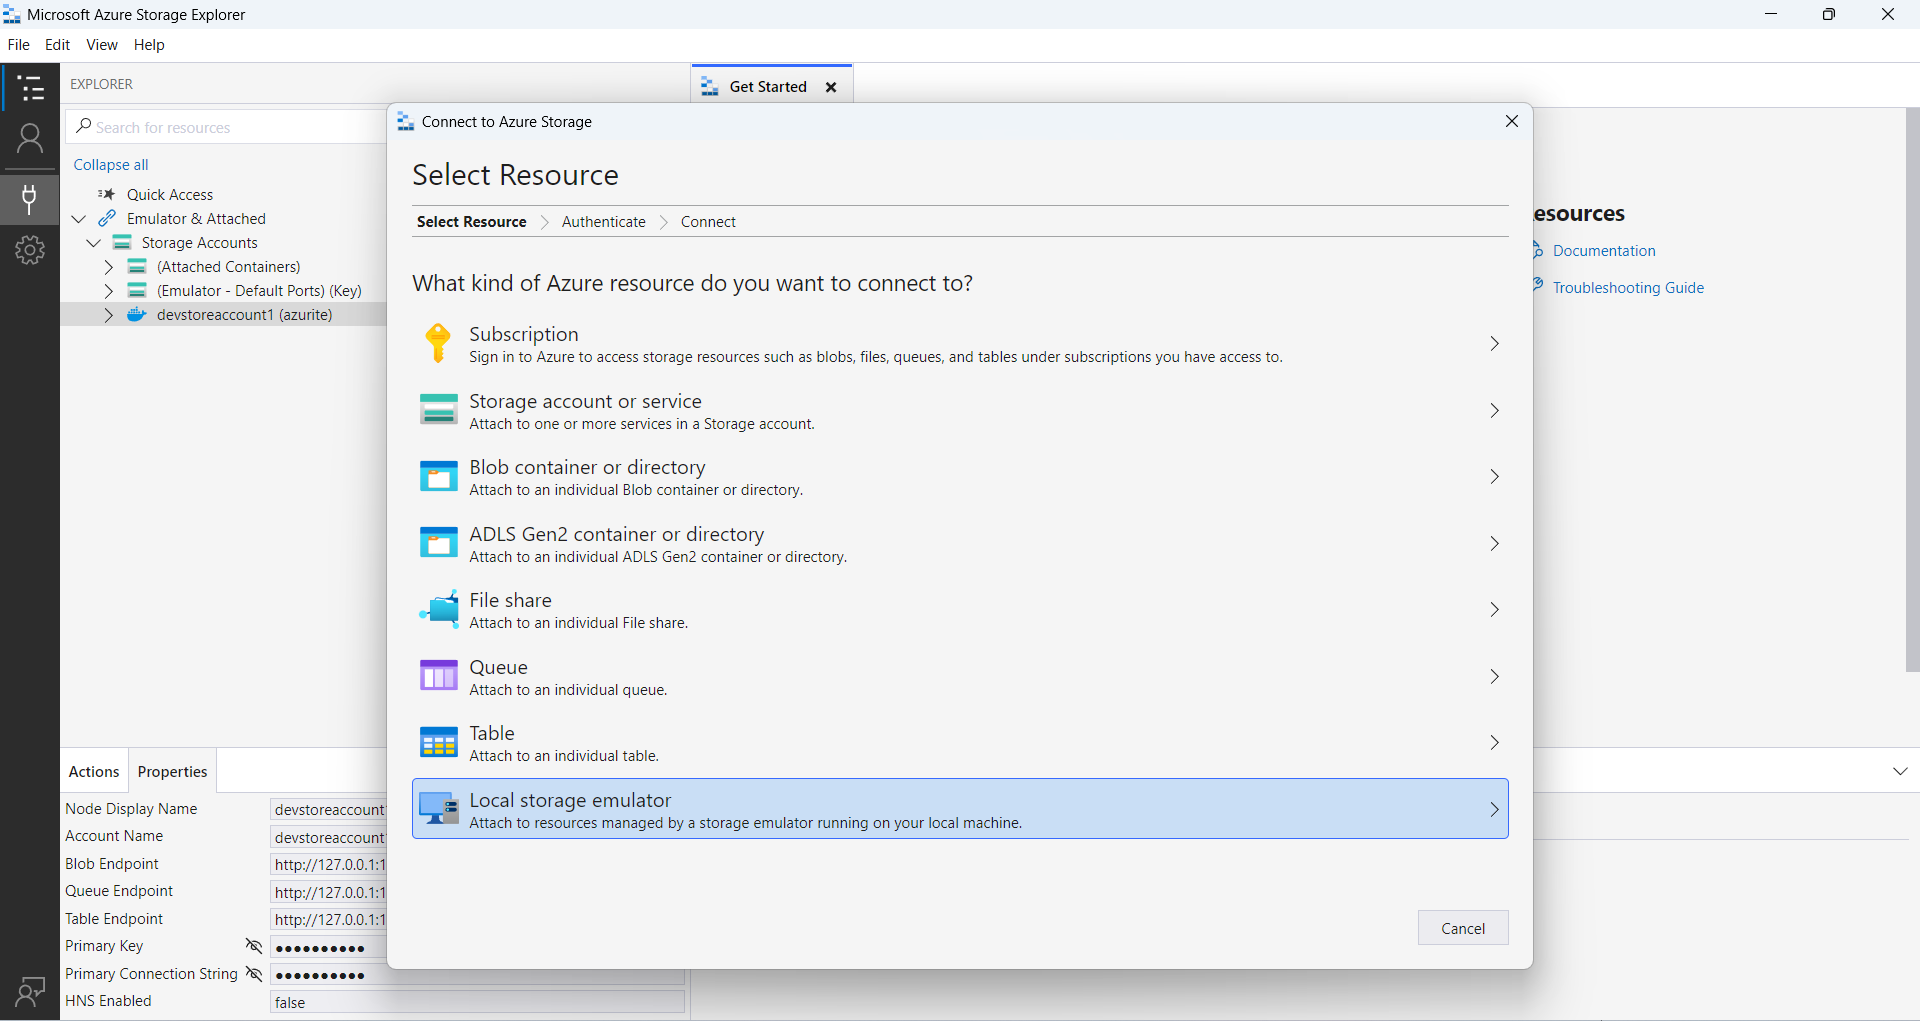 Microsoft Azure Storage Explorer
File Edit View Help
EXPLORER
Search for resources
Collapse all
Quick Access
Emulator & Attached
Storage Accounts
(Attached Containers)
(Emulator - Default Ports) (Key)
devstoreaccount1 (azurite)
Get Started
Connect to Azure Storage
Select Resource
Select Resource Authenticate Connect
What kind of Azure resource do you want to connect to?
Subscription
Sign in to Azure to access storage resources such as blobs, files, queues, and tables under subscriptions you have access to.
Storage account or service
Attach to one or more services in a Storage account.
Blob container or directory
Attach to an individual Blob container or directory.
ADLS Gen2 container or directory
Attach to an individual ADLS Gen2 container or directory.
File share
Attach to an individual File share.
Queue
Attach to an individual queue.
Table
Attach to an individual table.
Local storage emulator
Attach to resources managed by a storage emulator running on your local machine.
Cancel
esources
Documentation
Troubleshooting Guide
Actions Properties
Node Display Name devstoreaccount
Account Name devstoreaccount
Blob Endpoint http://127.0.0.1:1
Queue Endpoint http://127.0.0.1:1
Table Endpoint http://127.0.0.1:1
Primary Key ●●●●●●●●●●
Primary Connection String ●●●●●●●●●●
HNS Enabled false